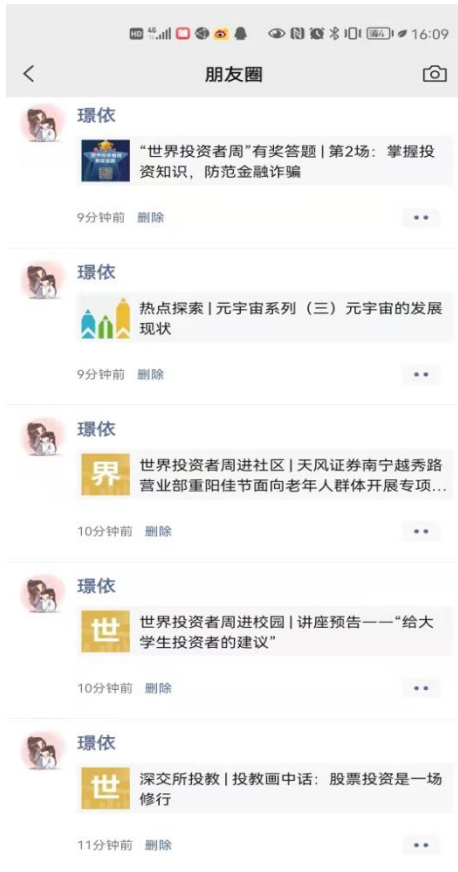 HD 4G 64 16:09
朋友圈
璟依
“世界投资者周”有奖答题 | 第2场：掌握投
资知识，防范金融诈骗
9分钟前 删除
璟依
热点探索 | 元宇宙系列（三）元宇宙的发展
现状
9分钟前 删除
璟依
界
世界投资者周进社区 | 天风证券南宁越秀路
营业部重阳佳节面向老年人群体开展专项...
10分钟前 删除
璟依
世
世界投资者周进校园 | 讲座预告——“给大
学生投资者的建议”
10分钟前 删除
璟依
世
深交所投教 | 投教画中话：股票投资是一场
修行
11分钟前 删除